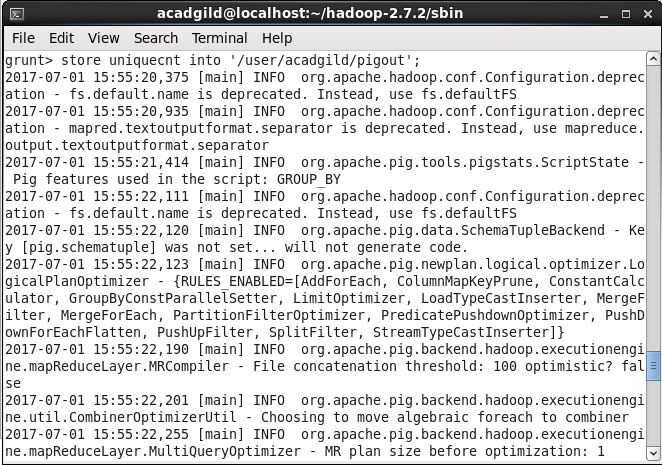 acadgild@localhost:~/hadoop-2.7.2/sbin
File Edit View Search Terminal Help
grunt> store uniquecnt into '/user/acadgild/pigout';
2017-07-01 15:55:20,375 [main] INFO  org.apache.hadoop.conf.Configuration.deprec
ation - fs.default.name is deprecated. Instead, use fs.defaultFS
2017-07-01 15:55:20,935 [main] INFO  org.apache.hadoop.conf.Configuration.deprec
ation - mapred.textoutputformat.separator is deprecated. Instead, use mapreduce.
output.textoutputformat.separator
2017-07-01 15:55:21,414 [main] INFO  org.apache.pig.tools.pigstats.ScriptState -
 Pig features used in the script: GROUP_BY
2017-07-01 15:55:22,111 [main] INFO  org.apache.hadoop.conf.Configuration.deprec
ation - fs.default.name is deprecated. Instead, use fs.defaultFS
2017-07-01 15:55:22,120 [main] INFO  org.apache.pig.data.SchemaTupleBackend - Ke
y [pig.schematuple] was not set... will not generate code.
2017-07-01 15:55:22,123 [main] INFO  org.apache.pig.newplan.logical.optimizer.Lo
gicalPlanOptimizer - {RULES_ENABLED=[AddForEach, ColumnMapKeyPrune, ConstantCalc
ulator, GroupByConstParallelSetter, LimitOptimizer, LoadTypeCastInserter, MergeF
ilter, MergeForEach, PartitionFilterOptimizer, PredicatePushdownOptimizer, PushD
ownForEachFlatten, PushUpFilter, SplitFilter, StreamTypeCastInserter]}
2017-07-01 15:55:22,190 [main] INFO  org.apache.pig.backend.hadoop.executionengi
ne.mapReduceLayer.MRCompiler - File concatenation threshold: 100 optimistic? fal
se
2017-07-01 15:55:22,201 [main] INFO  org.apache.pig.backend.hadoop.executionengi
ne.util.CombinerOptimizerUtil - Choosing to move algebraic foreach to combiner
2017-07-01 15:55:22,255 [main] INFO  org.apache.pig.backend.hadoop.executionengi
ne.mapReduceLayer.MultiQueryOptimizer - MR plan size before optimization: 1